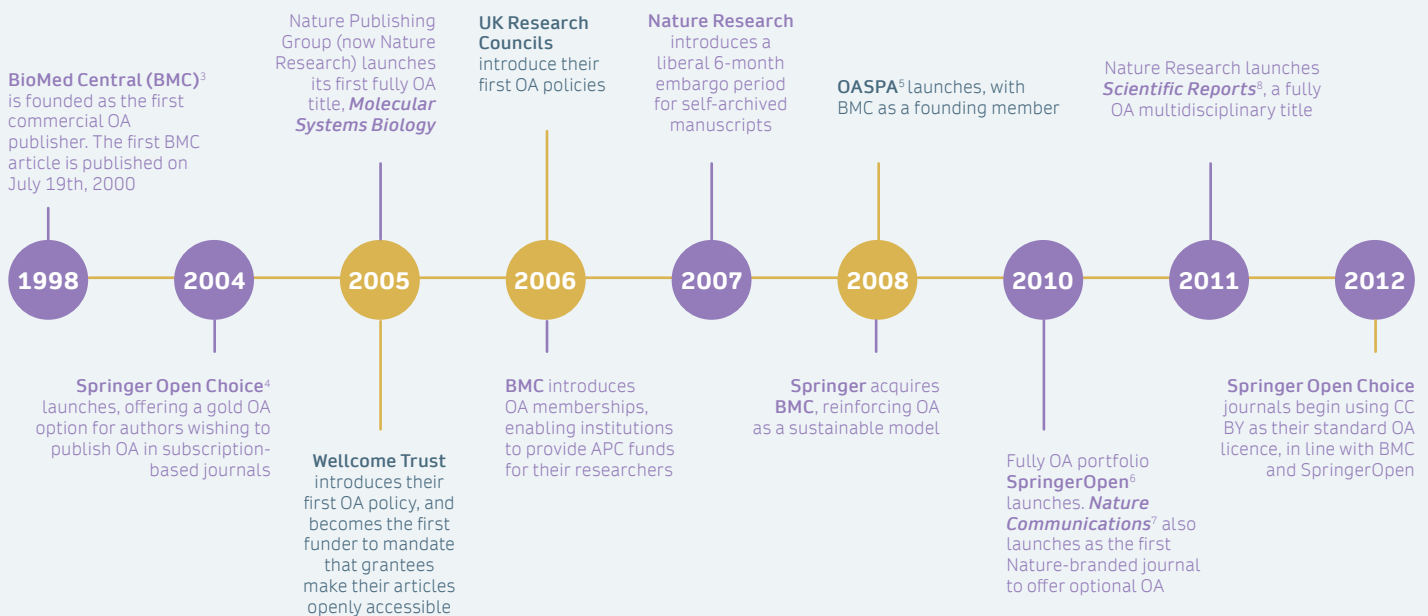 BioMed Central (BMC)³
is founded as the first
commercial OA
publisher. The first BMC
article is published on
July 19th, 2000
Nature Publishing
Group (now Nature
Research) launches
its first fully OA
title, Molecular
Systems Biology
UK Research
Councils
introduce their
first OA policies
Nature Research
introduces a
liberal 6-month
embargo period
for self-archived
manuscripts
OASPA⁵ launches, with
BMC as a founding member
Nature Research launches
Scientific Reports⁸, a fully
OA multidisciplinary title
1998
2004
2005
2006
2007
2008
2010
2011
2012
Springer Open Choice⁴
launches, offering a gold OA
option for authors wishing to
publish OA in subscription-
based journals
Wellcome Trust
introduces their
first OA policy, and
becomes the first
funder to mandate
that grantees
make their articles
openly accessible
BMC introduces
OA memberships,
enabling institutions
to provide APC funds
for their researchers
Springer acquires
BMC, reinforcing OA
as a sustainable model
Fully OA portfolio
SpringerOpen⁶
launches. Nature
Communications⁷ also
launches as the first
Nature-branded journal
to offer optional OA
Springer Open Choice
journals begin using CC
BY as their standard OA
licence, in line with BMC
and SpringerOpen